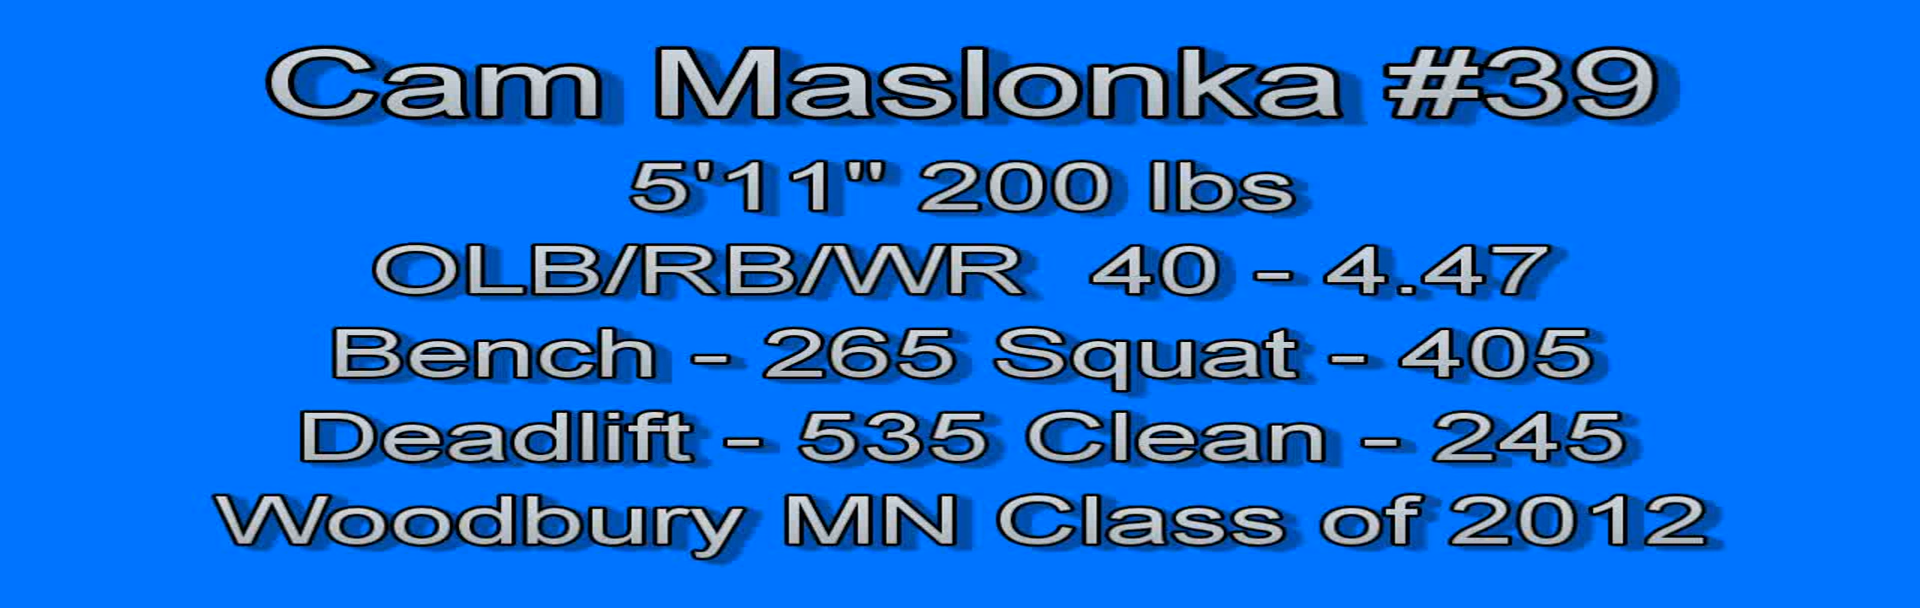 Cam Maslonka #39
5'11" 200 lbs
OLB/RB/WR 40 - 4.47
Bench - 265 Squat - 405
Deadlift - 535 Clean - 245
Woodbury MN Class of 2012